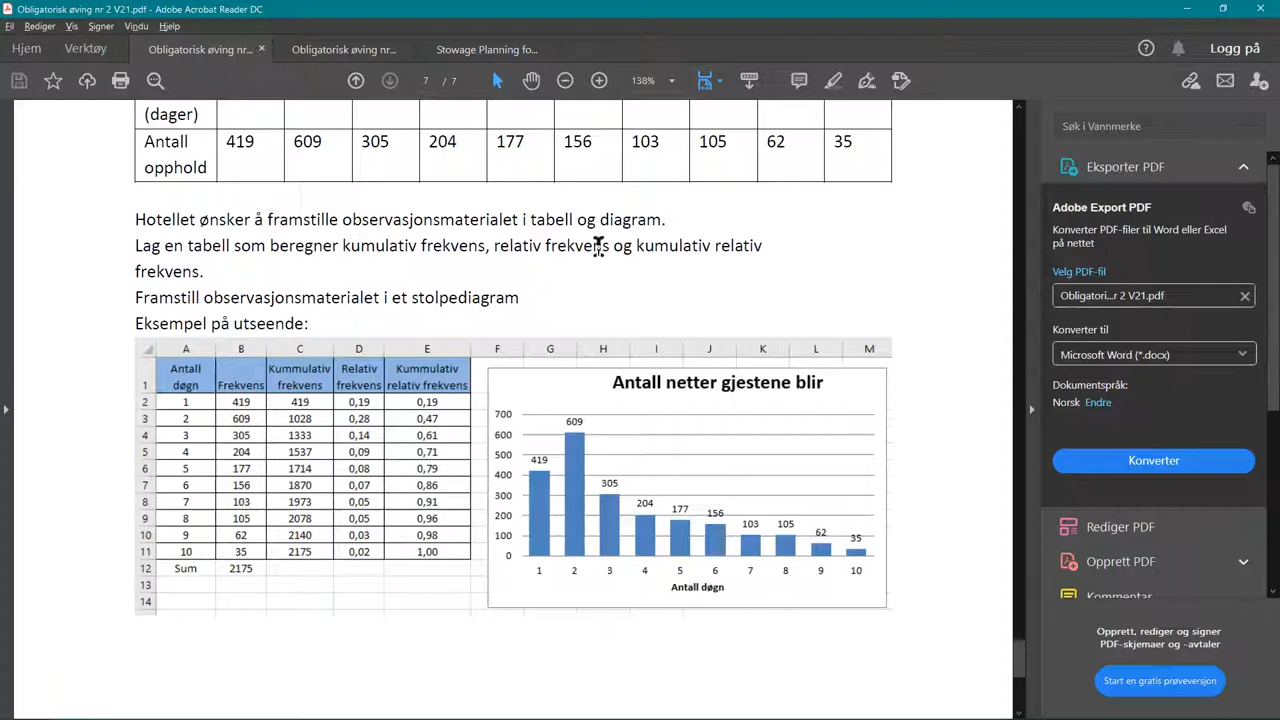 Obligatorisk øving nr 2 V21.pdf - Adobe Acrobat Reader DC
Fil Rediger Vis Signer Vindu Hjelp
Hjem Verktøy Obligatorisk øving nr... × Obligatorisk øving nr... Stowage Planning fo... Logg på
7 / 7 138%
(dager)
Antall 419 609 305 204 177 156 103 105 62 35
opphold
Hotellet ønsker å framstille observasjonsmaterialet i tabell og diagram.
Lag en tabell som beregner kumulativ frekvens, relativ frekvens og kumulativ relativ
frekvens.
Framstill observasjonsmaterialet i et stolpediagram
Eksempel på utseende:
A B C D E F G H I J K L M
Antall Kummulativ Relativ Kummulativ
1 døgn Frekvens frekvens frekvens relativ frekvens
2 1 419 419 0,19 0,19
3 2 609 1028 0,28 0,47
4 3 305 1333 0,14 0,61
5 4 204 1537 0,09 0,71
6 5 177 1714 0,08 0,79
7 6 156 1870 0,07 0,86
8 7 103 1973 0,05 0,91
9 8 105 2078 0,05 0,96
10 9 62 2140 0,03 0,98
11 10 35 2175 0,02 1,00
12 Sum 2175
13
14
Antall netter gjestene blir
700
600
500
400
300
200
100
0
419 609 305 204 177 156 103 105 62 35
1 2 3 4 5 6 7 8 9 10
Antall døgn
Søk i Vannmerke
Eksporter PDF
Adobe Export PDF
Konverter PDF-filer til Word eller Excel
på nettet
Velg PDF-fil
Obligatori...r 2 V21.pdf
Konverter til
Microsoft Word (*.docx)
Dokumentspråk:
Norsk Endre
Konverter
Rediger PDF
Opprett PDF
Kommentar
Opprett, rediger og signer
PDF-skjemaer og -avtaler
Start en gratis prøveversjon